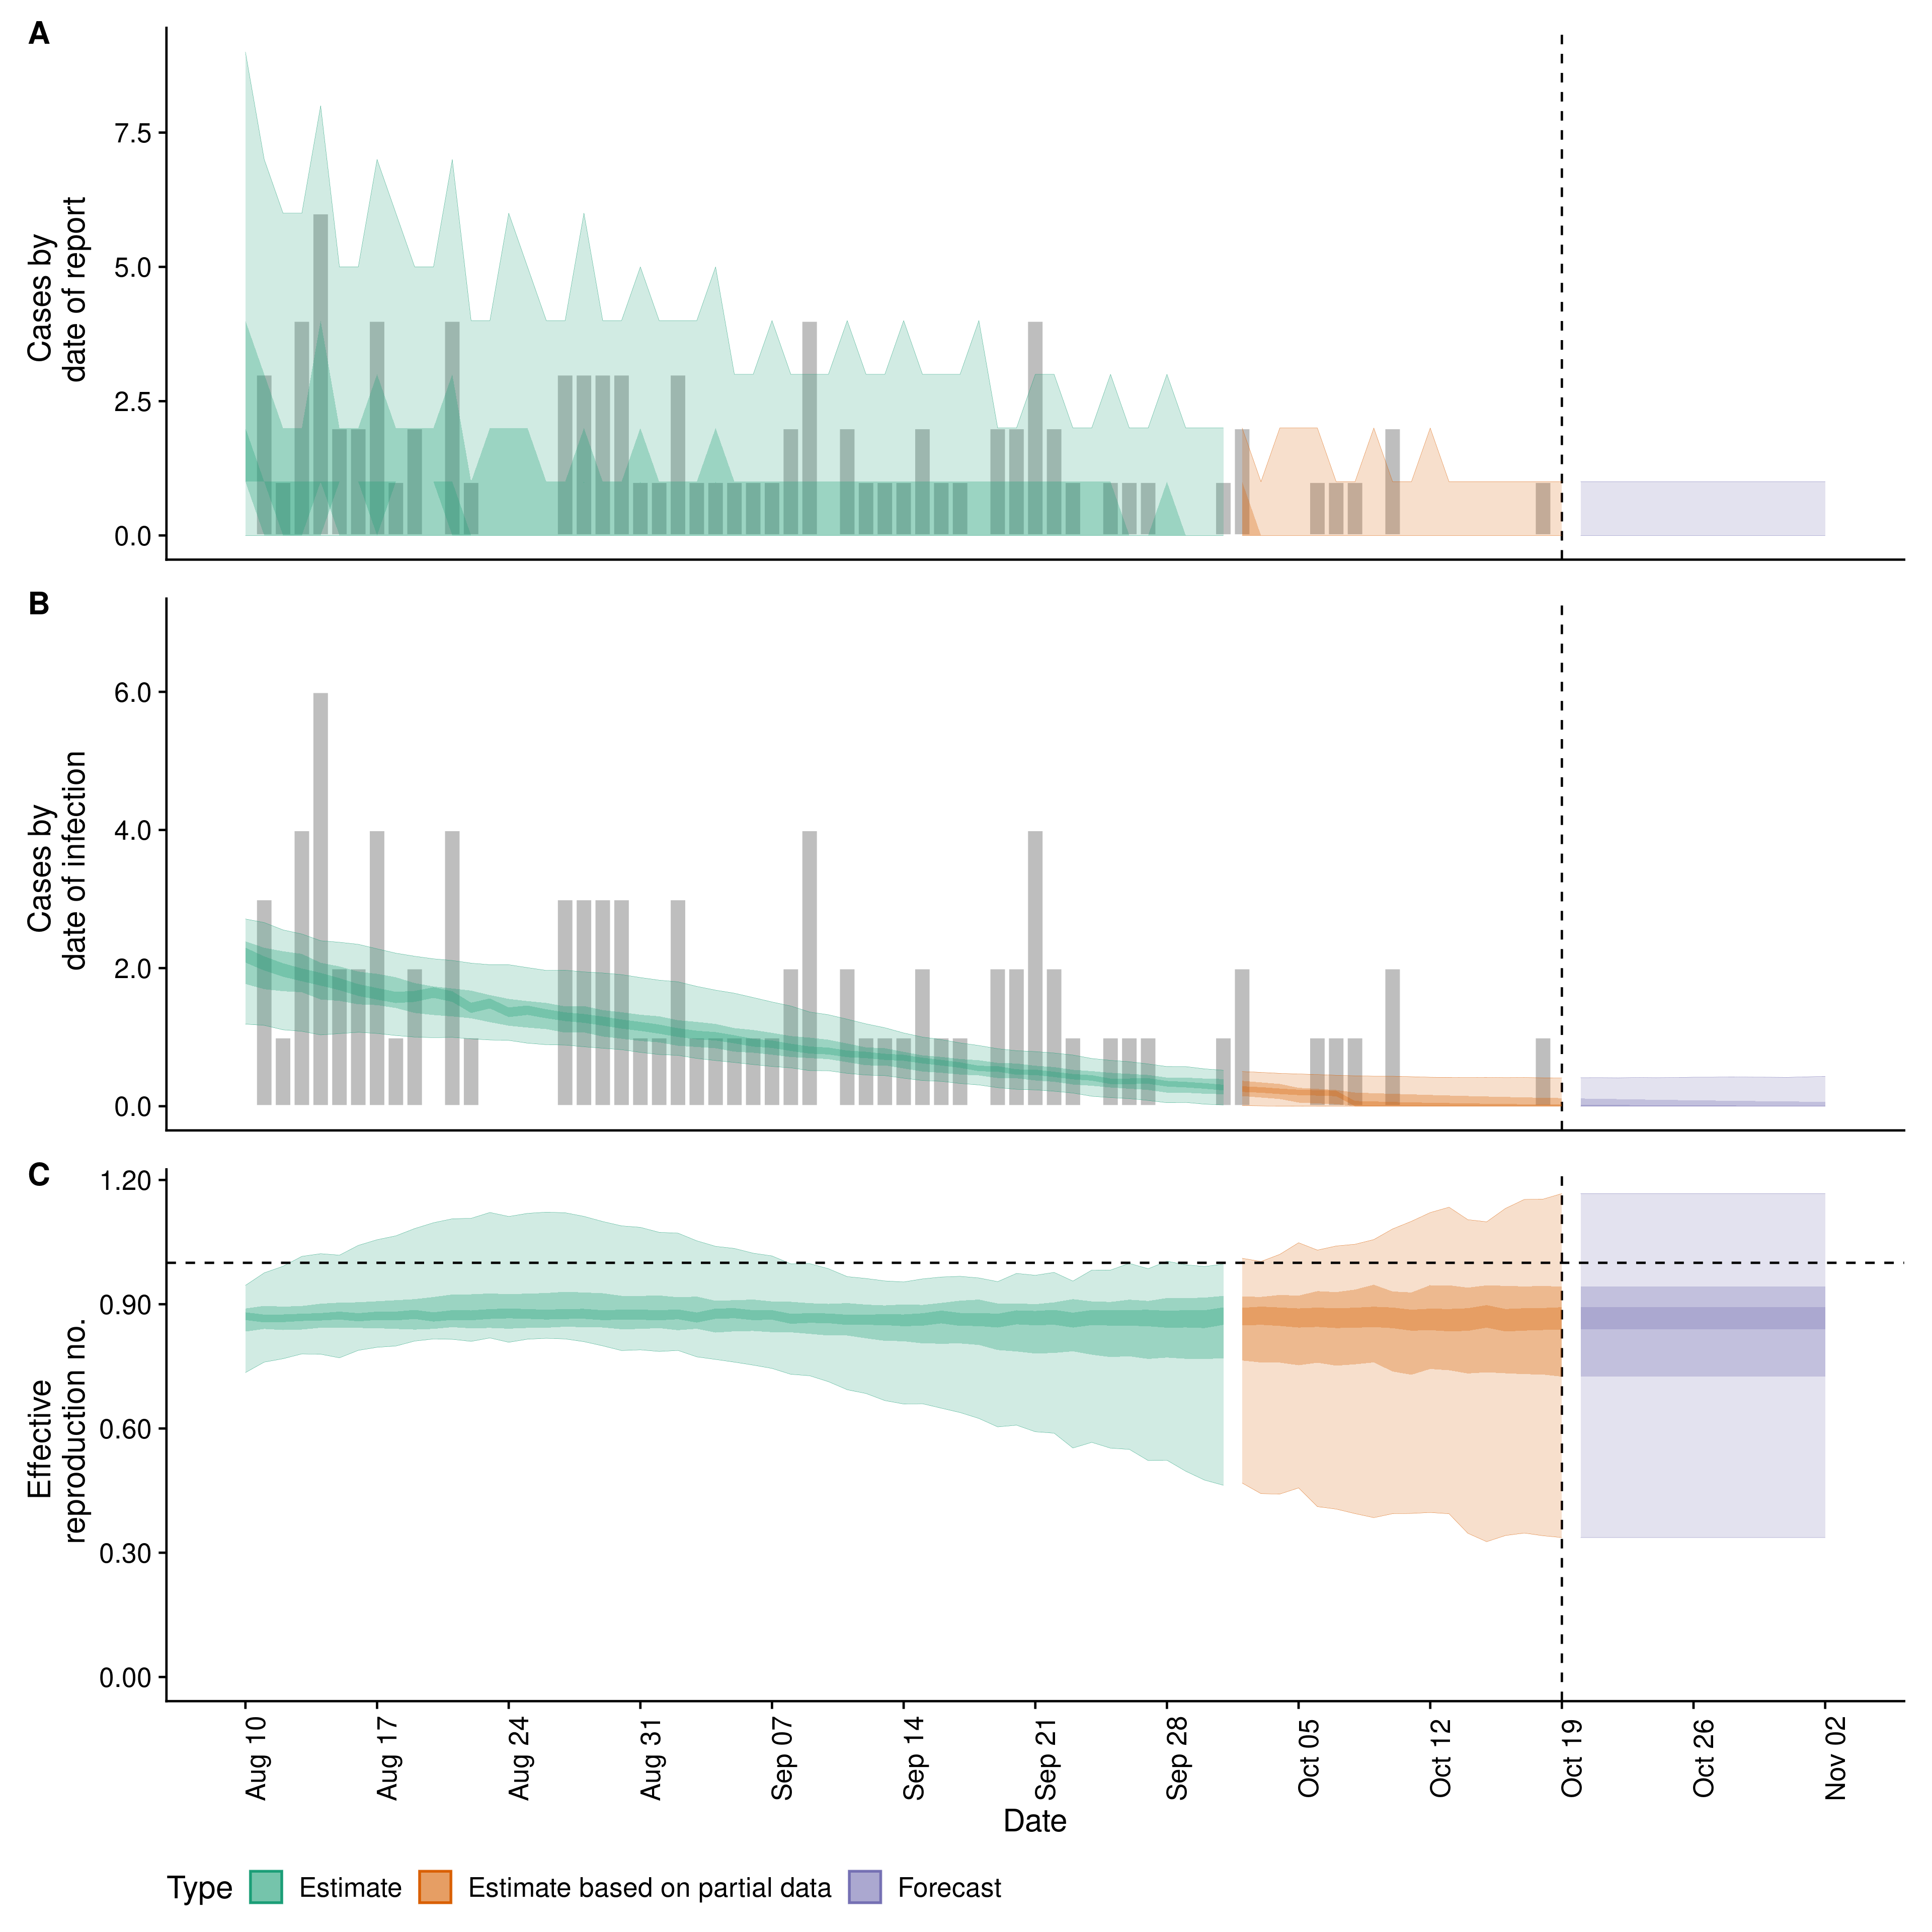 A
Cases by
date of report
7.5
5.0
2.5
0.0
B
Cases by
date of infection
6.0
4.0
2.0
0.0
C
Effective
reproduction no.
1.20
0.90
0.60
0.30
0.00
Aug 10
Aug 17
Aug 24
Aug 31
Sep 07
Sep 14
Sep 21
Sep 28
Oct 05
Oct 12
Oct 19
Oct 26
Nov 02
Date
Type Estimate Estimate based on partial data Forecast